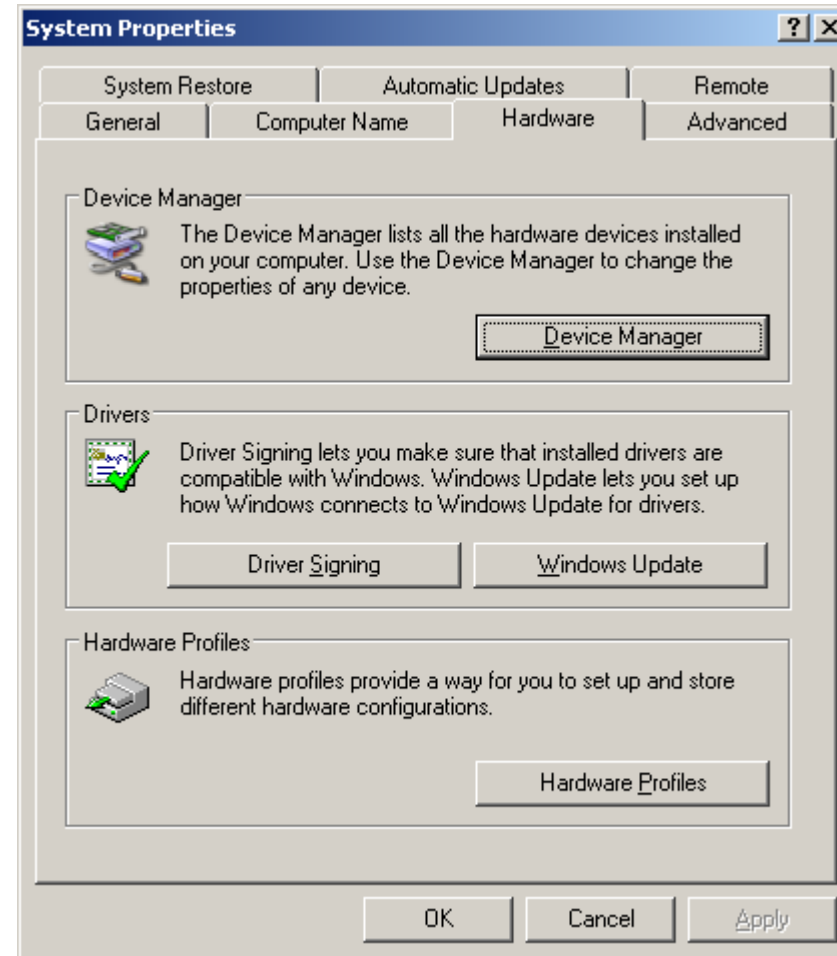 System Properties
System Restore
Automatic Updates
Remote
General
Computer Name
Hardware
Advanced
Device Manager
The Device Manager lists all the hardware devices installed
on your computer. Use the Device Manager to change the
properties of any device.
Device Manager
Drivers
Driver Signing lets you make sure that installed drivers are
compatible with Windows. Windows Update lets you set up
how Windows connects to Windows Update for drivers.
Driver Signing
Windows Update
Hardware Profiles
Hardware profiles provide a way for you to set up and store
different hardware configurations.
Hardware Profiles
OK
Cancel
Apply